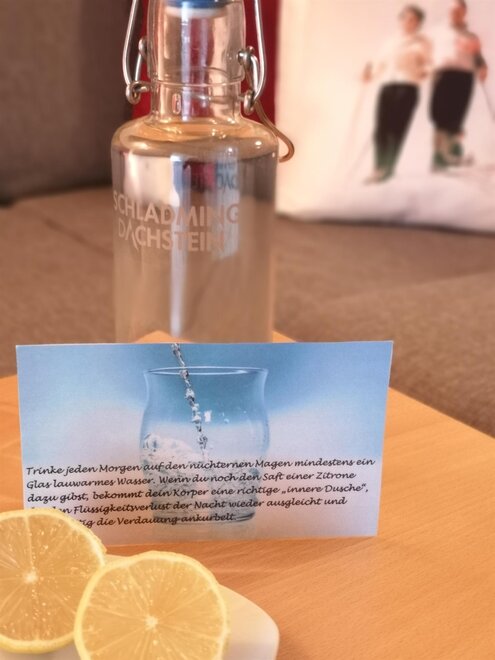 SCHLADMING
DACHSTEIN
Trinke jeden Morgen auf den nüchternen Magen mindestens ein
Glas lauwarmes Wasser. Wenn du noch den Saft einer Zitrone
dazu gibst, bekommt dein Körper eine richtige „innere Dusche",
den Flüssigkeitsverlust der Nacht wieder ausgleicht und
die Verdauung ankurbelt.